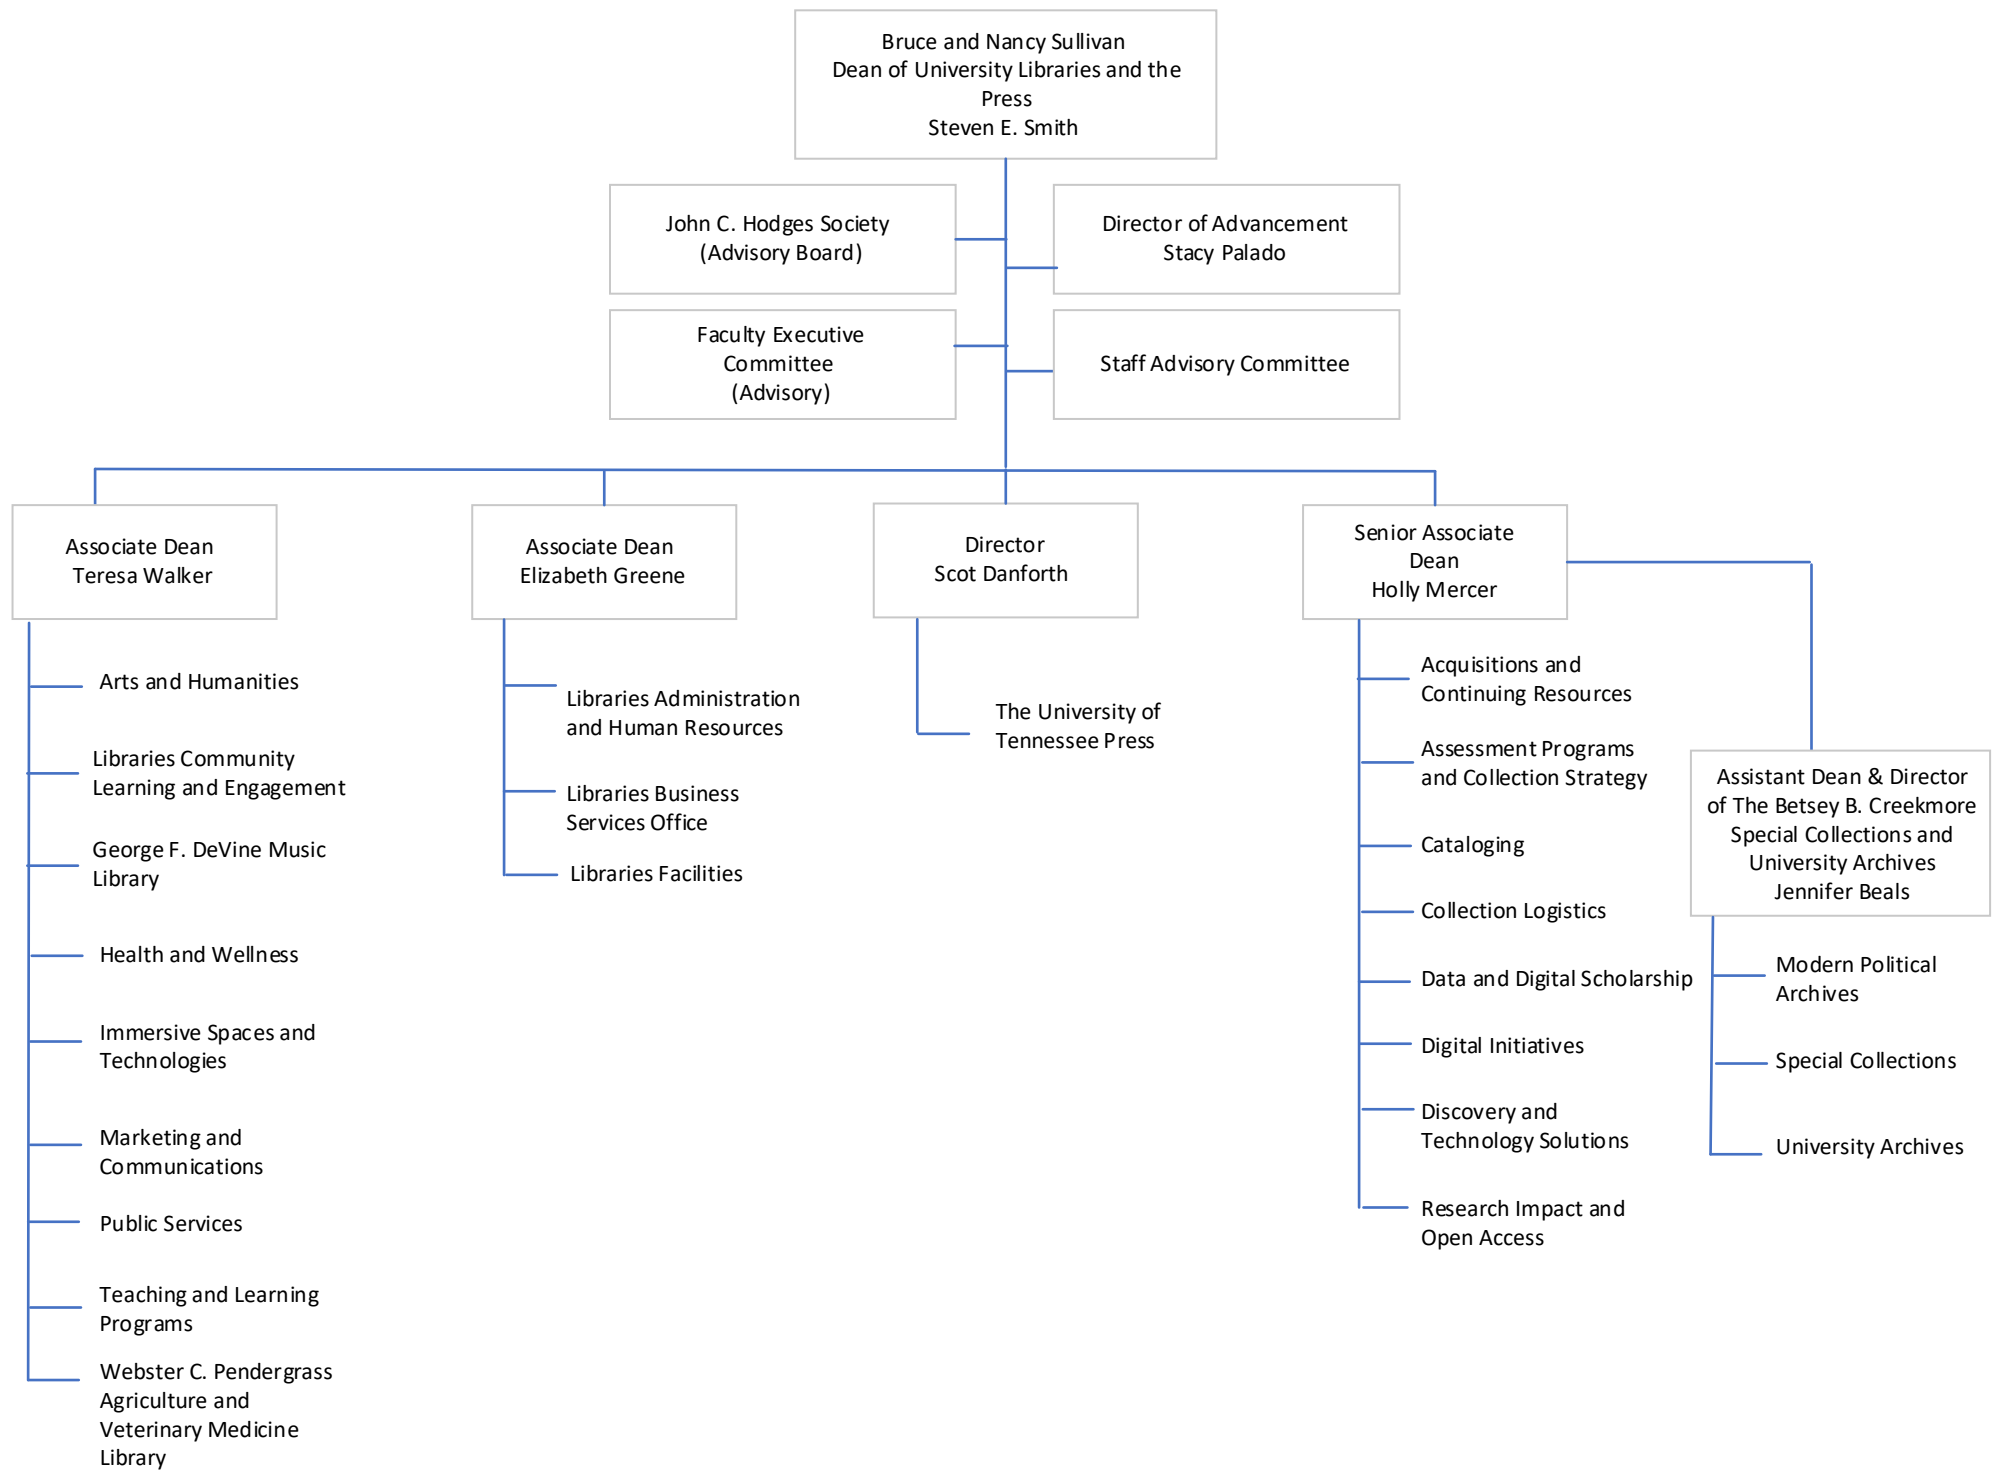 Bruce and Nancy Sullivan
Dean of University Libraries and the
Press
Steven E. Smith
John C. Hodges Society
(Advisory Board)
Director of Advancement
Stacy Palado
Faculty Executive
Committee
(Advisory)
Staff Advisory Committee
Associate Dean
Teresa Walker
Associate Dean
Elizabeth Greene
Director
Scot Danforth
Senior Associate
Dean
Holly Mercer
Arts and Humanities
Libraries Community
Learning and Engagement
George F. DeVine Music
Library
Health and Wellness
Immersive Spaces and
Technologies
Marketing and
Communications
Public Services
Teaching and Learning
Programs
Webster C. Pendergrass
Agriculture and
Veterinary Medicine
Library
Libraries Administration
and Human Resources
Libraries Business
Services Office
Libraries Facilities
The University of
Tennessee Press
Acquisitions and
Continuing Resources
Assessment Programs
and Collection Strategy
Cataloging
Collection Logistics
Data and Digital Scholarship
Digital Initiatives
Discovery and
Technology Solutions
Research Impact and
Open Access
Assistant Dean & Director
of The Betsey B. Creekmore
Special Collections and
University Archives
Jennifer Beals
Modern Political
Archives
Special Collections
University Archives